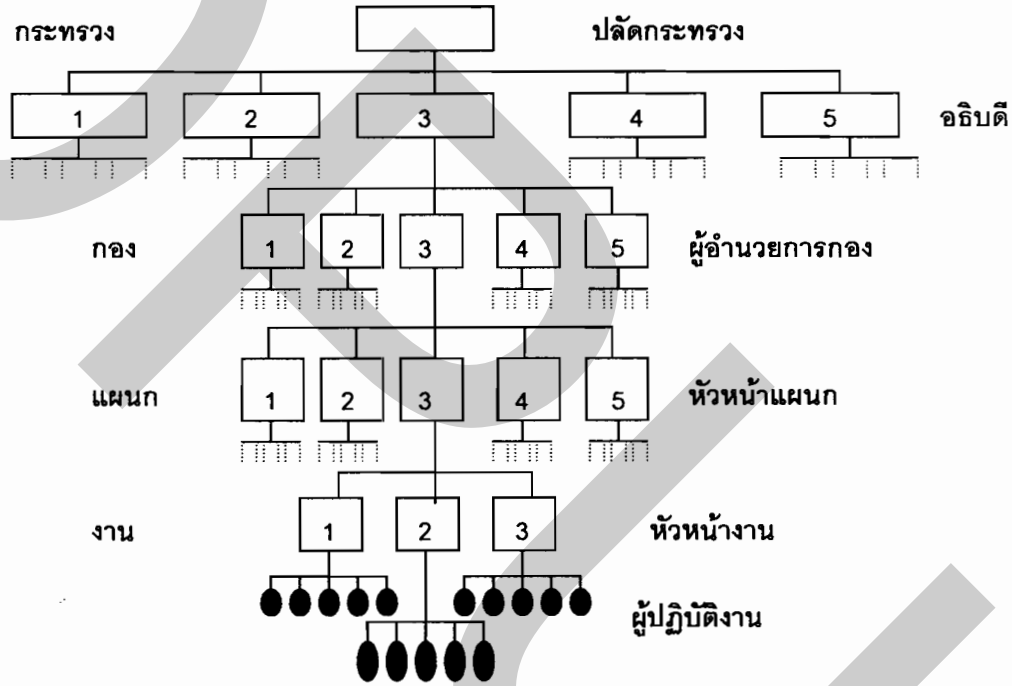 กระทรวง ปลัดกระทรวง
1 2 3 4 5 อธิบดี
กอง 1 2 3 4 5 ผู้อำนวยการกอง
แผนก 1 2 3 4 5 หัวหน้าแผนก
งาน 1 2 3 หัวหน้างาน
ผู้ปฏิบัติงาน